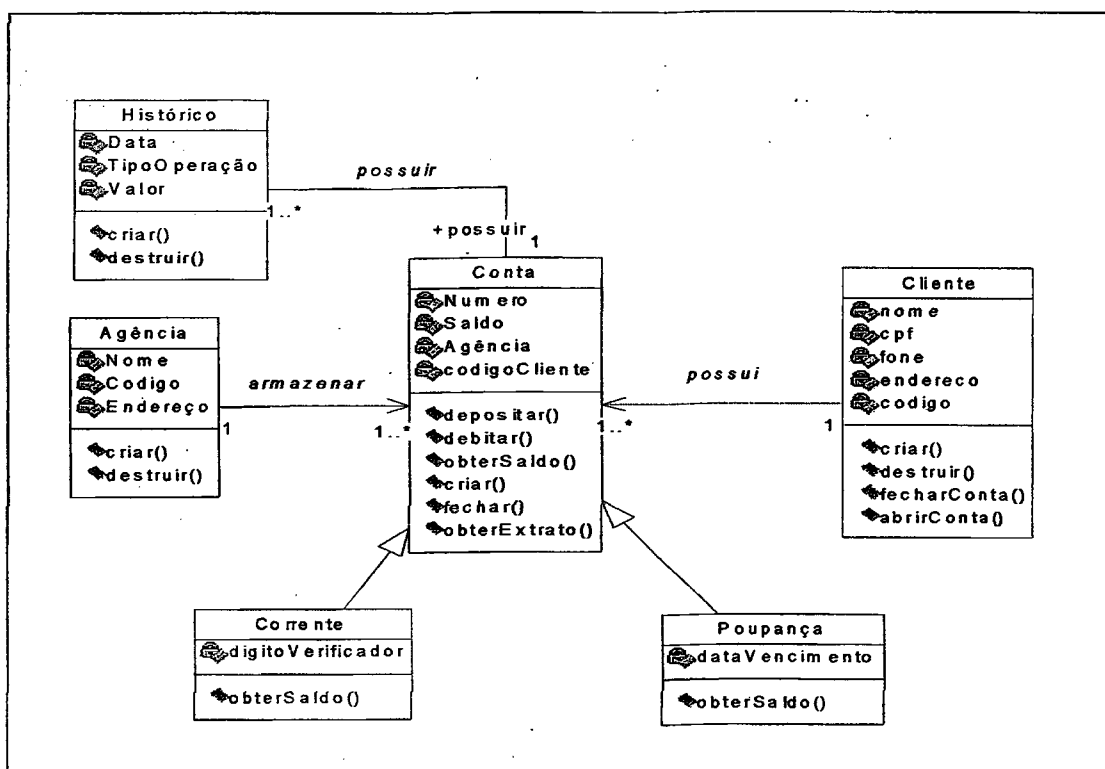 Histórico
Data
TipoOperação
Valor
criar()
destruir()
possuir
1..*
+possuir
1
Agência
Nome
Codigo
Endereço
criar()
destruir()
armazenar
1
1..*
Conta
Numero
Saldo
Agência
codigoCliente
depositar()
debitar()
obterSaldo()
criar()
fechar()
obterExtrato()
possui
1..*
1
Cliente
nome
cpf
fone
endereco
codigo
criar()
destruir()
fecharConta()
abrirConta()
Corrente
digitoVerificador
obterSaldo()
Poupança
dataVencimento
obterSaldo()